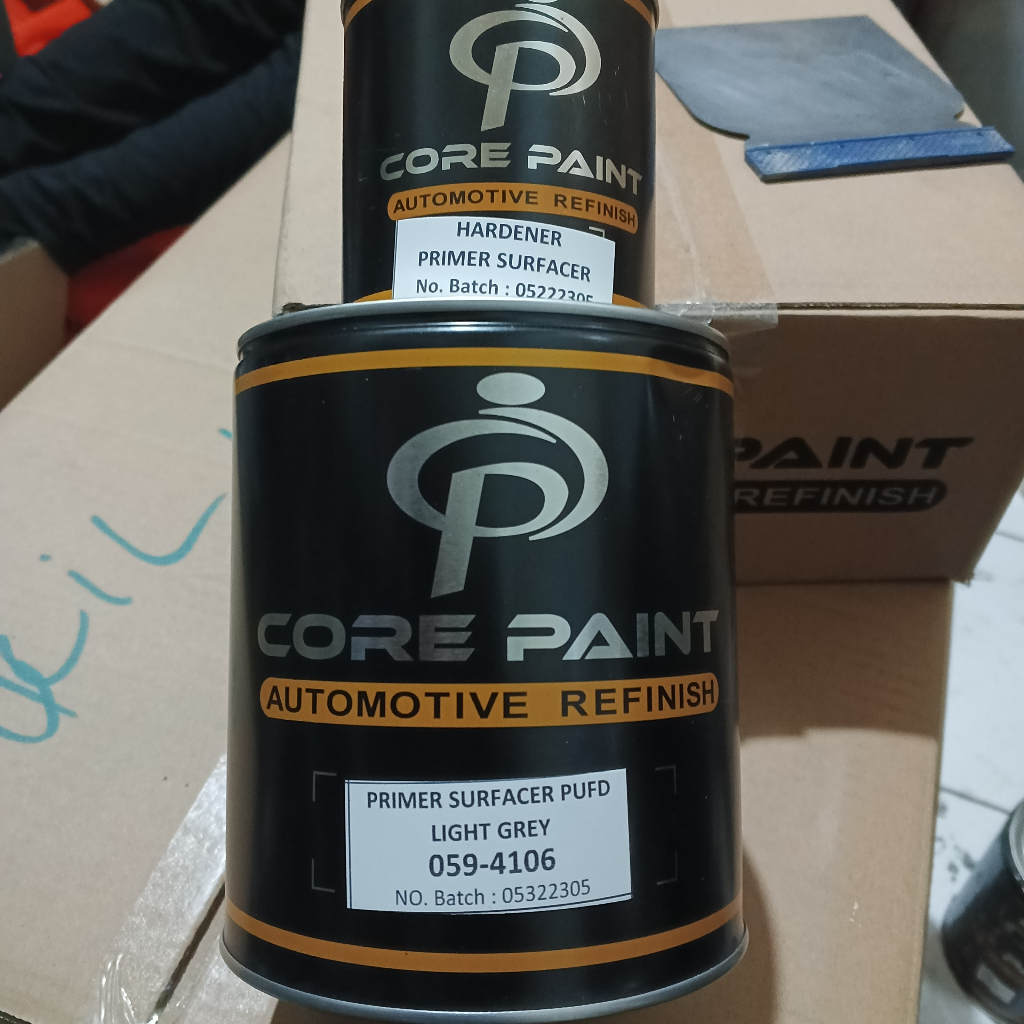 CORE PAINT
AUTOMOTIVE REFINISH
HARDENER
PRIMER SURFACER
No. Batch : 05222305
CORE PAINT
AUTOMOTIVE REFINISH
PRIMER SURFACER PUFD
LIGHT GREY
059-4106
NO. Batch : 05322305
PAINT
REFINISH